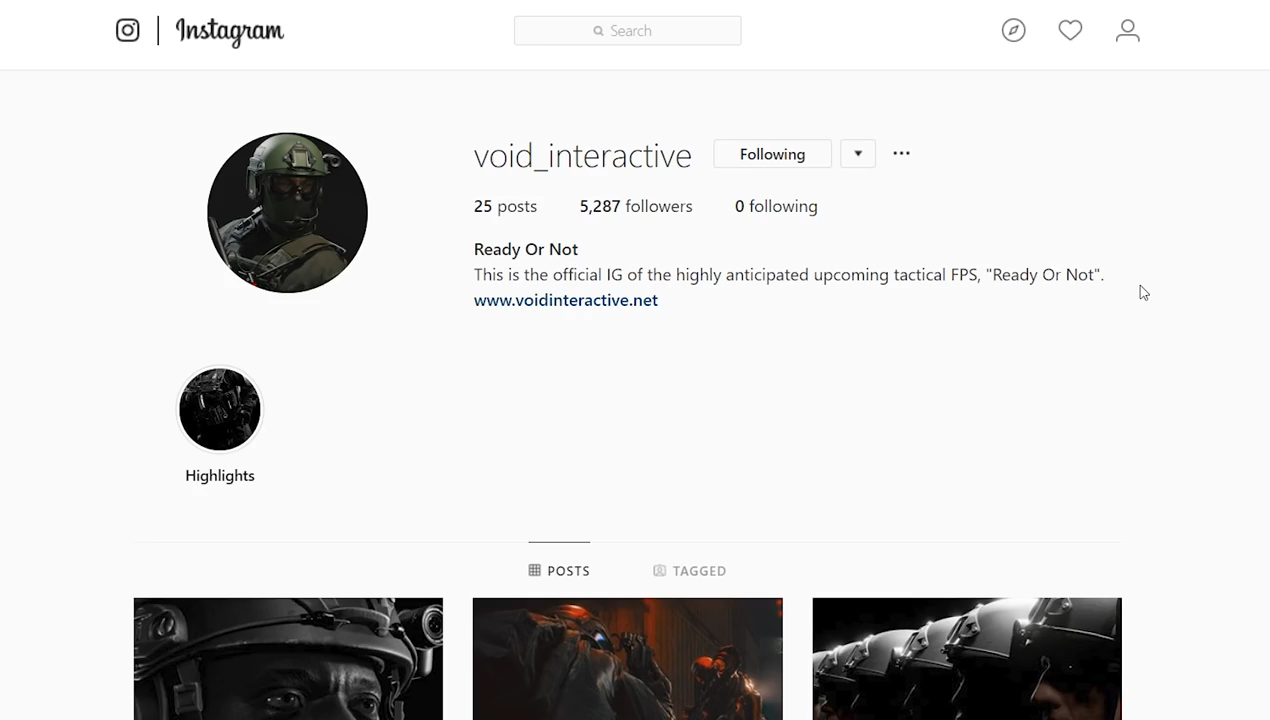 Instagram
Search
void_interactive Following
25 posts 5,287 followers 0 following
Ready Or Not
This is the official IG of the highly anticipated upcoming tactical FPS, "Ready Or Not".
www.voidinteractive.net
Highlights
POSTS TAGGED